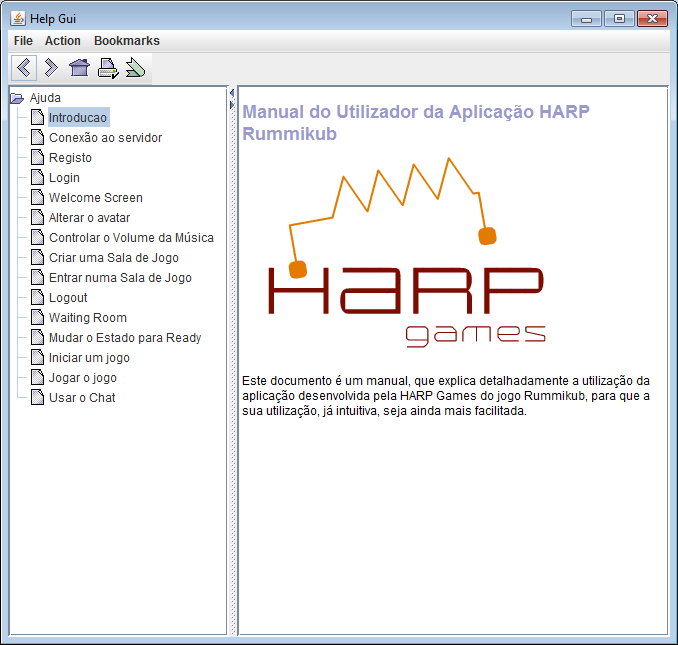 Help Gui
File Action Bookmarks
Ajuda
Introducao
Conexão ao servidor
Registo
Login
Welcome Screen
Alterar o avatar
Controlar o Volume da Música
Criar uma Sala de Jogo
Entrar numa Sala de Jogo
Logout
Waiting Room
Mudar o Estado para Ready
Iniciar um jogo
Jogar o jogo
Usar o Chat
Manual do Utilizador da Aplicação HARP
Rummikub
HARP
games
Este documento é um manual, que explica detalhadamente a utilização da
aplicação desenvolvida pela HARP Games do jogo Rummikub, para que a
sua utilização, já intuitiva, seja ainda mais facilitada.